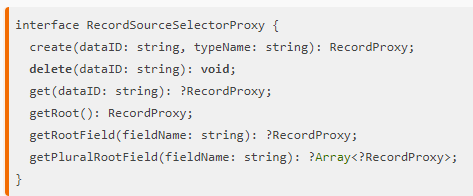 interface RecordSourceSelectorProxy {
  create(dataID: string, typeName: string): RecordProxy;
  delete(dataID: string): void;
  get(dataID: string): ?RecordProxy;
  getRoot(): RecordProxy;
  getRootField(fieldName: string): ?RecordProxy;
  getPluralRootField(fieldName: string): ?Array<?RecordProxy>;
}